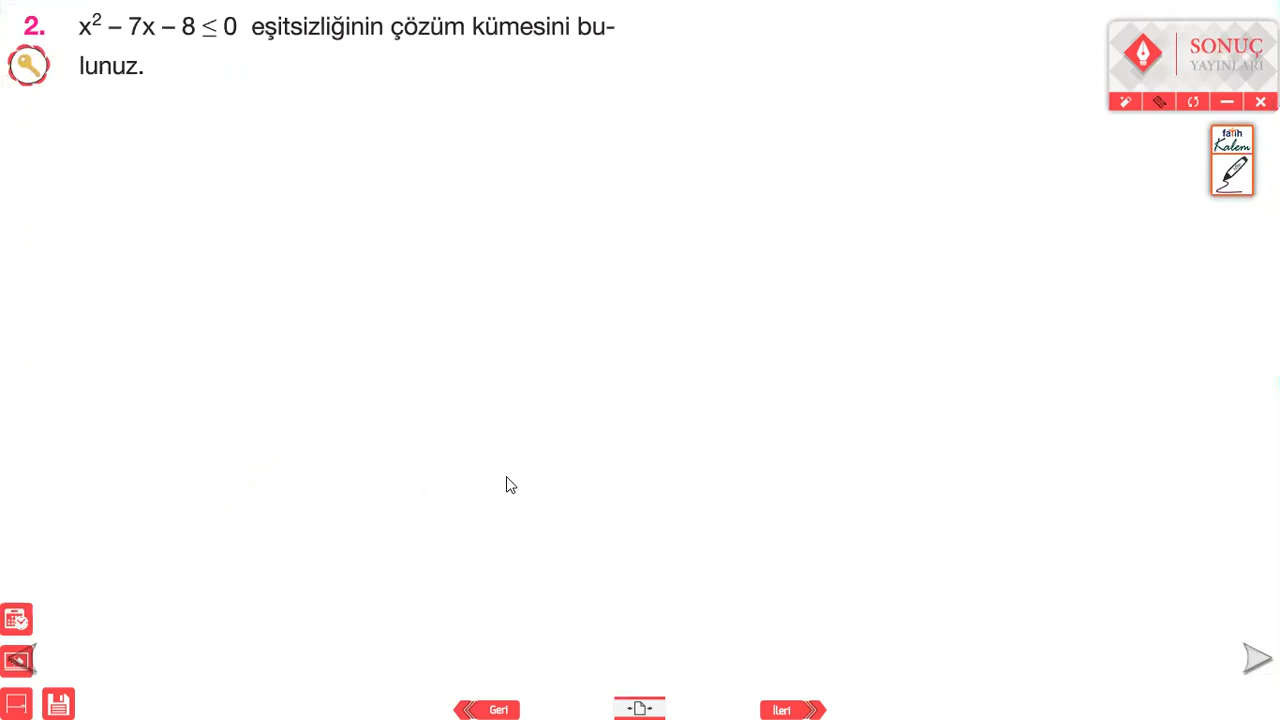 2. x² – 7x – 8 ≤ 0 eşitsizliğinin çözüm kümesini bu-
lunuz.
SONUÇ
YAYINLARI
fatih
Kalem
Geri
İleri